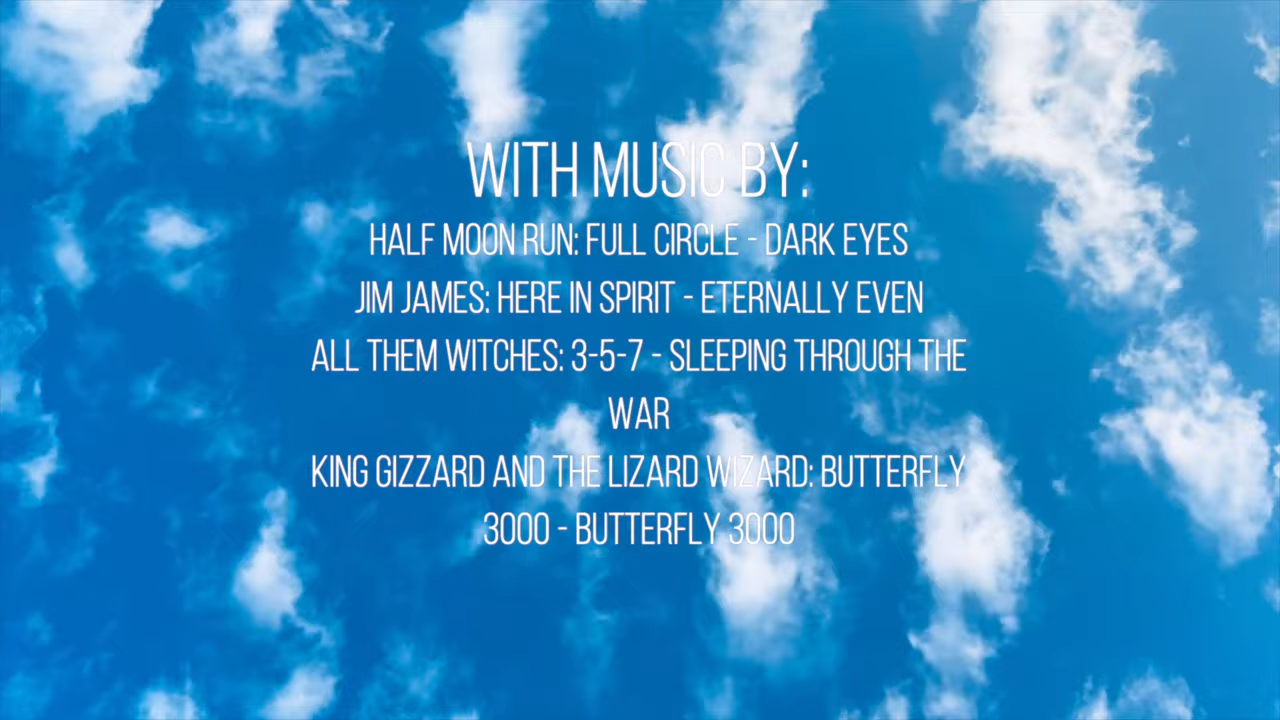 WITH MUSIC BY:
HALF MOON RUN: FULL CIRCLE - DARK EYES
JIM JAMES: HERE IN SPIRIT - ETERNALLY EVEN
ALL THEM WITCHES: 3-5-7 - SLEEPING THROUGH THE
WAR
KING GIZZARD AND THE LIZARD WIZARD: BUTTERFLY
3000 - BUTTERFLY 3000